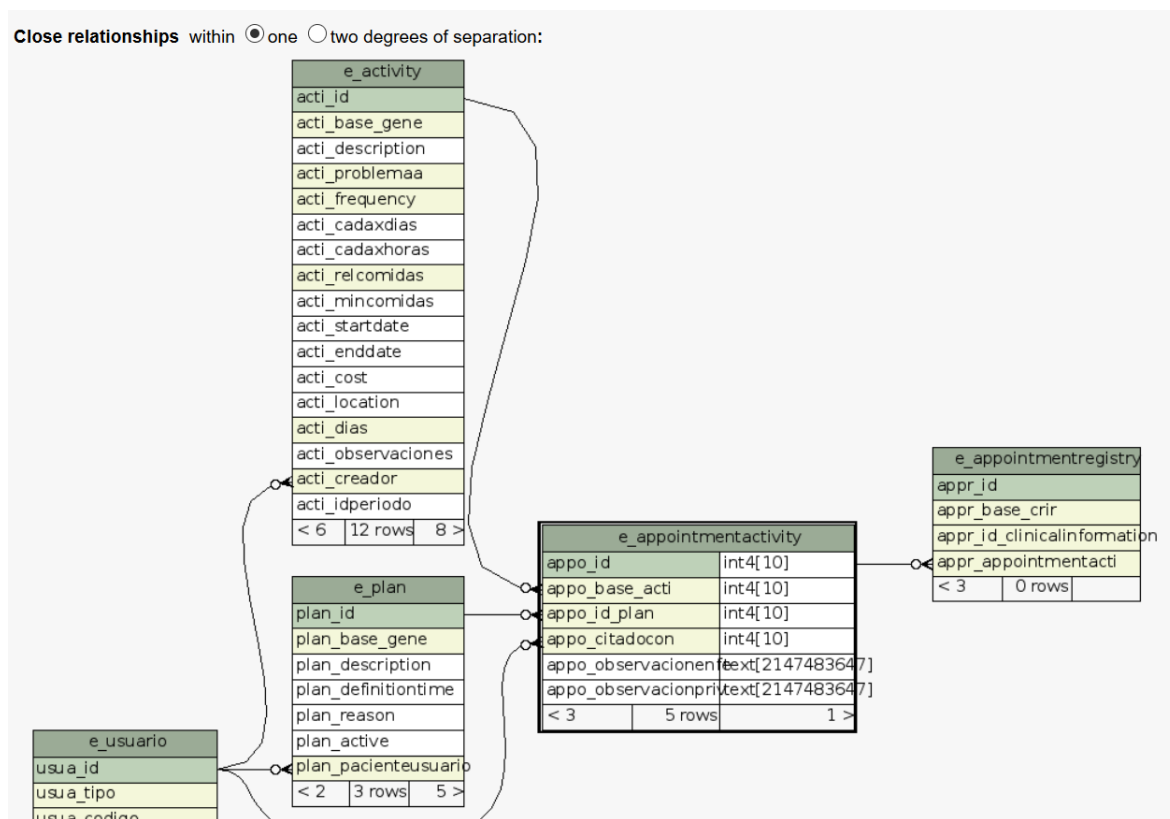 Close relationships within one two degrees of separation:
e_activity
acti_id
acti_base_gene
acti_description
acti_problemaa
acti_frequency
acti_cadaxdias
acti_cadaxhoras
acti_relcomidas
acti_mincomidas
acti_startdate
acti_enddate
acti_cost
acti_location
acti_dias
acti_observaciones
acti_creador
acti_idperiodo
< 6 12 rows 8 >
e_plan
plan_id
plan_base_gene
plan_description
plan_definitiontime
plan_reason
plan_active
plan_pacienteusuario
< 2 3 rows 5 >
e_usuario
usua_id
usua_tipo
usua_codigo
e_appointmentactivity
appo_id int4[10]
appo_base_acti int4[10]
appo_id_plan int4[10]
appo_citadocon int4[10]
text[2147483647]
text[2147483647]
< 3 5 rows 1 >
e_appointmentregistry
appr_id
appr_base_crir
appr_id_clinicalinformation
appr_appointmentacti
< 3 0 rows